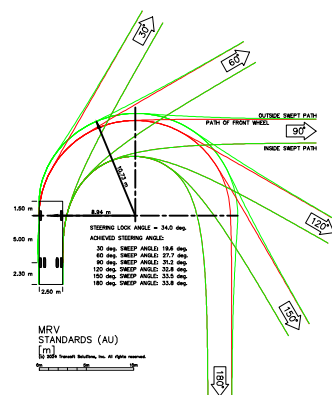 30°
60°
OUTSIDE SWEPT PATH
PATH OF FRONT WHEEL
90°
INSIDE SWEPT PATH
10.73 m
1.50 m
8.94 m
120°
STEERING LOCK ANGLE = 34.0 deg.
ACHIEVED STEERING ANGLE:
5.00 m
30 deg. SWEEP ANGLE: 19.6 deg.
60 deg. SWEEP ANGLE: 27.7 deg.
90 deg. SWEEP ANGLE: 31.2 deg.
120 deg. SWEEP ANGLE: 32.8 deg.
150 deg. SWEEP ANGLE: 33.5 deg.
180 deg. SWEEP ANGLE: 33.8 deg.
2.30 m
2.50 m
150°
MRV
STANDARDS (AU)
[m]
(c) 2024 Transoft Solutions, Inc. All rights reserved.
0m 5m 10m
180°